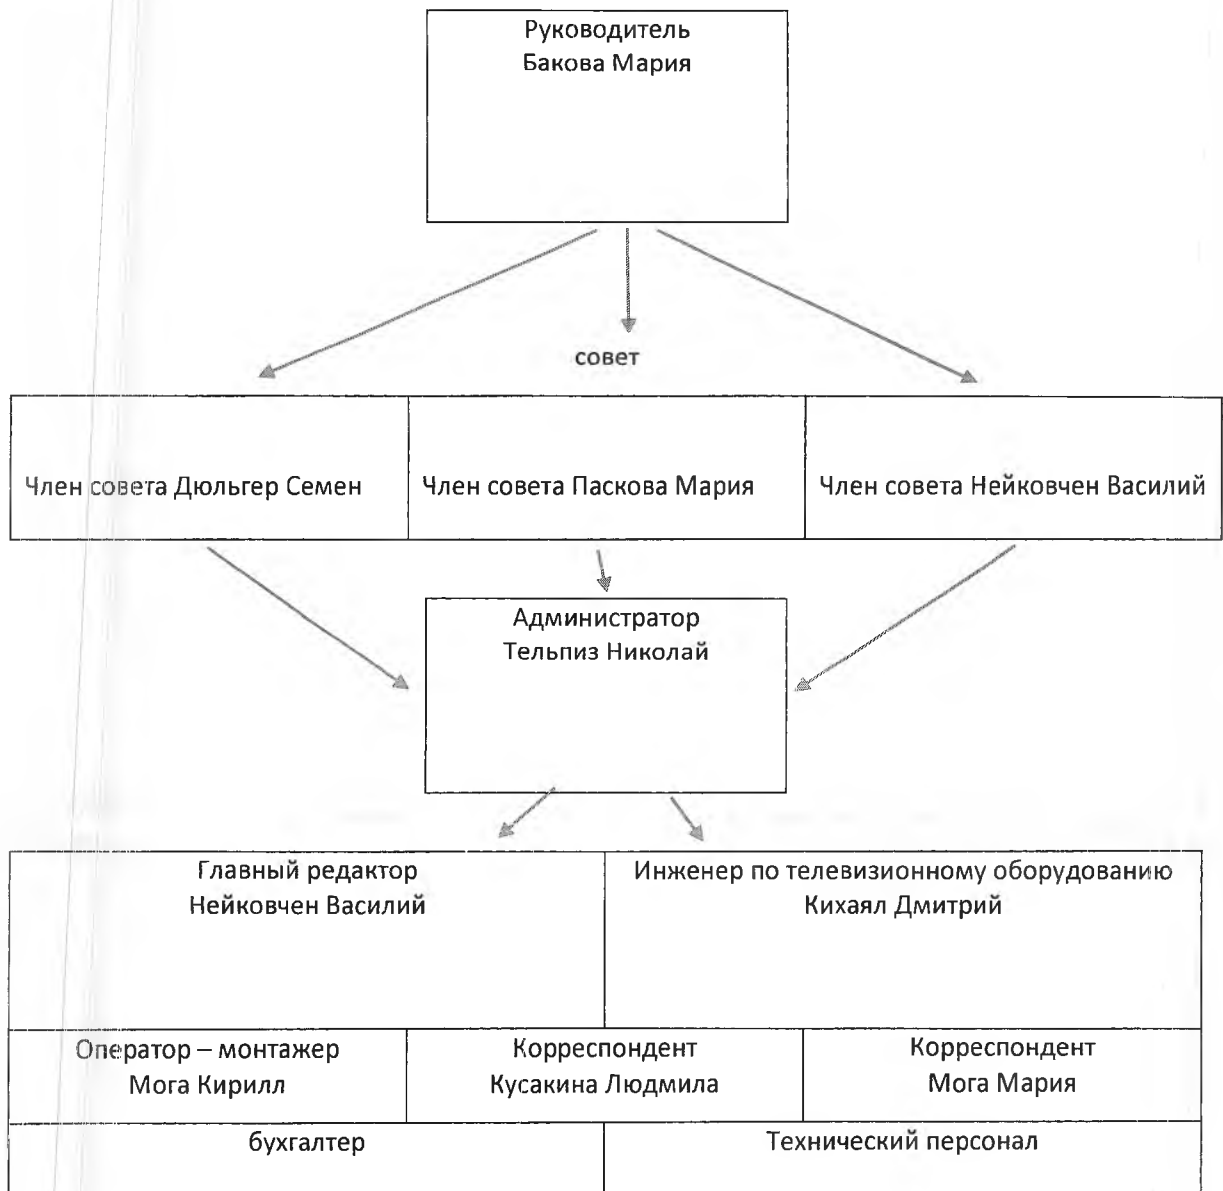 Руководитель
Бакова Мария
совет
Член совета Дюльгер Семен
Член совета Паскова Мария
Член совета Нейковчен Василий
Администратор
Тельпиз Николай
Главный редактор
Нейковчен Василий
Инженер по телевизионному оборудованию
Кихаял Дмитрий
Оператор – монтажер
Мога Кирилл
Корреспондент
Кусакина Людмила
Корреспондент
Мога Мария
бухгалтер
Технический персонал